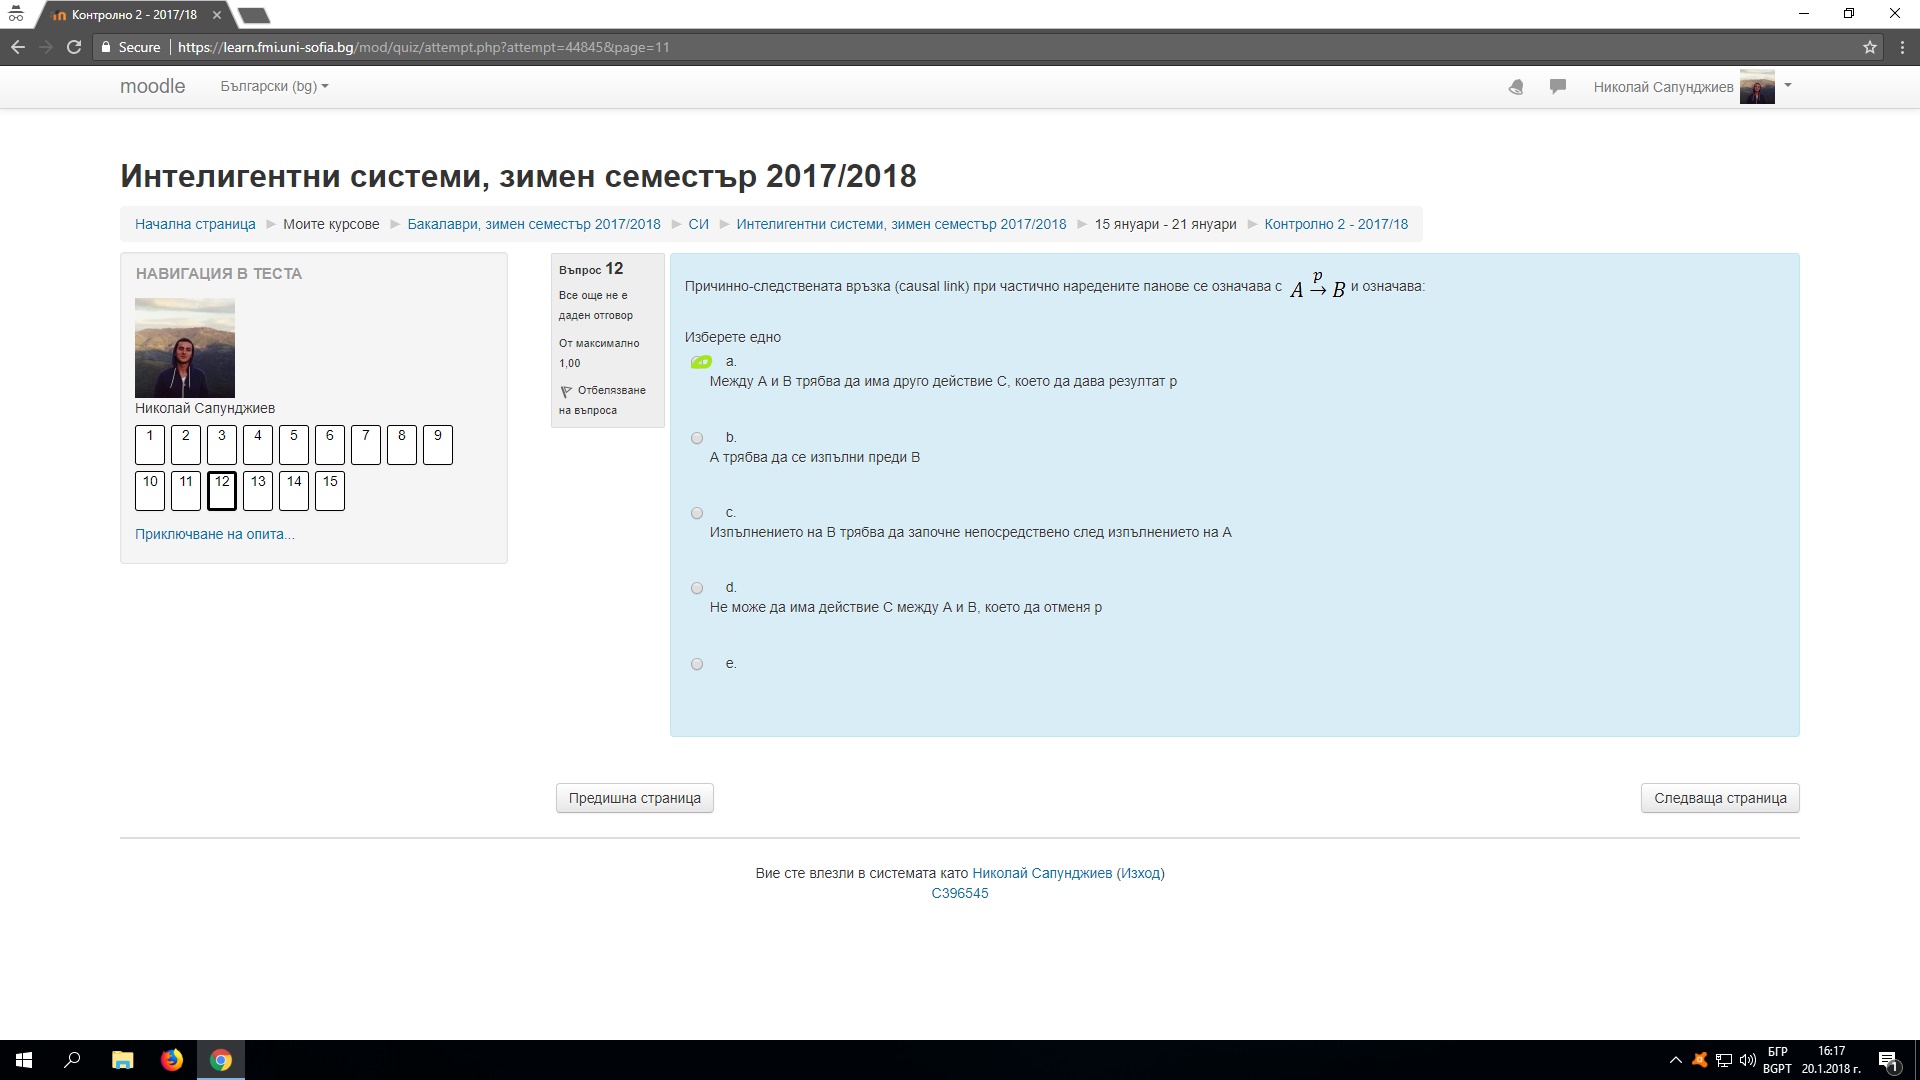 Контролно 2 - 2017/18
Secure
https://learn.fmi.uni-sofia.bg/mod/quiz/attempt.php?attempt=44845&page=11
moodle
Български (bg)
Николай Сапунджиев
Интелигентни системи, зимен семестър 2017/2018
Начална страница
Моите курсове
Бакалаври, зимен семестър 2017/2018
СИ
Интелигентни системи, зимен семестър 2017/2018
15 януари - 21 януари
Контролно 2 - 2017/18
НАВИГАЦИЯ В ТЕСТА
Николай Сапунджиев
1 2 3 4 5 6 7 8 9
10 11 12 13 14 15
Приключване на опита...
Въпрос 12
Все още не е
даден отговор
От максимално
1,00
Отбелязване
на въпроса
Причинно-следствената връзка (causal link) при частично наредените панове се означава с A p→ B и означава:
Изберете едно
a.
Между А и В трябва да има друго действие С, което да дава резултат р
b.
А трябва да се изпълни преди В
c.
Изпълнението на В трябва да започне непосредствено след изпълнението на А
d.
Не може да има действие С между А и В, което да отменя р
e.
Предишна страница
Следваща страница
Вие сте влезли в системата като Николай Сапунджиев (Изход)
C396545
БГР
BGPT
16:17
20.1.2018 г.
1